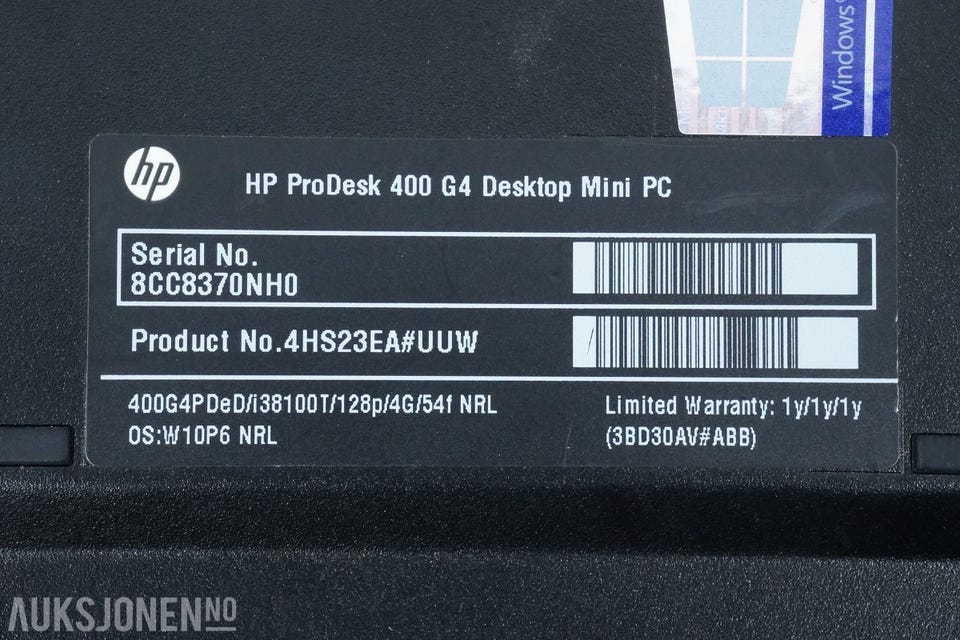 Windows
hp
HP ProDesk 400 G4 Desktop Mini PC
Serial No.
8CC8370NH0
Product No.4HS23EA#UUW
400G4PDeD/i38100T/128p/4G/54f NRL
Limited Warranty: 1y/1y/1y
OS:W10P6 NRL
(3BD30AV#ABB)
AUKSJONEN NO